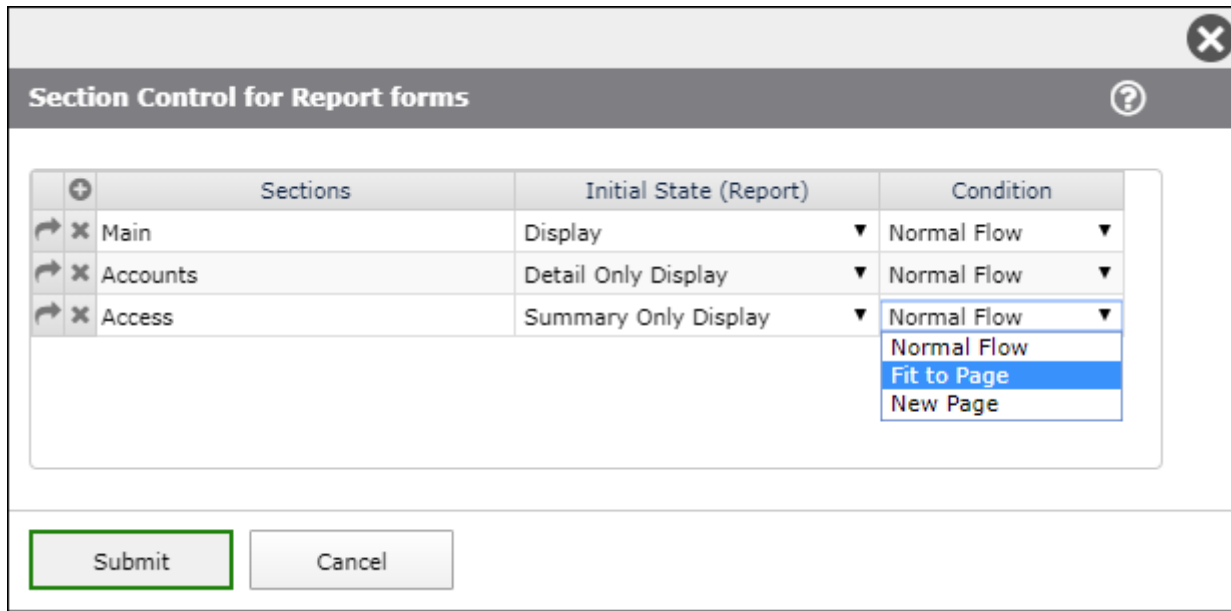 Section Control for Report forms
Sections Initial State (Report) Condition
Main Display Normal Flow
Accounts Detail Only Display Normal Flow
Access Summary Only Display Normal Flow
Normal Flow
Fit to Page
New Page
Submit Cancel